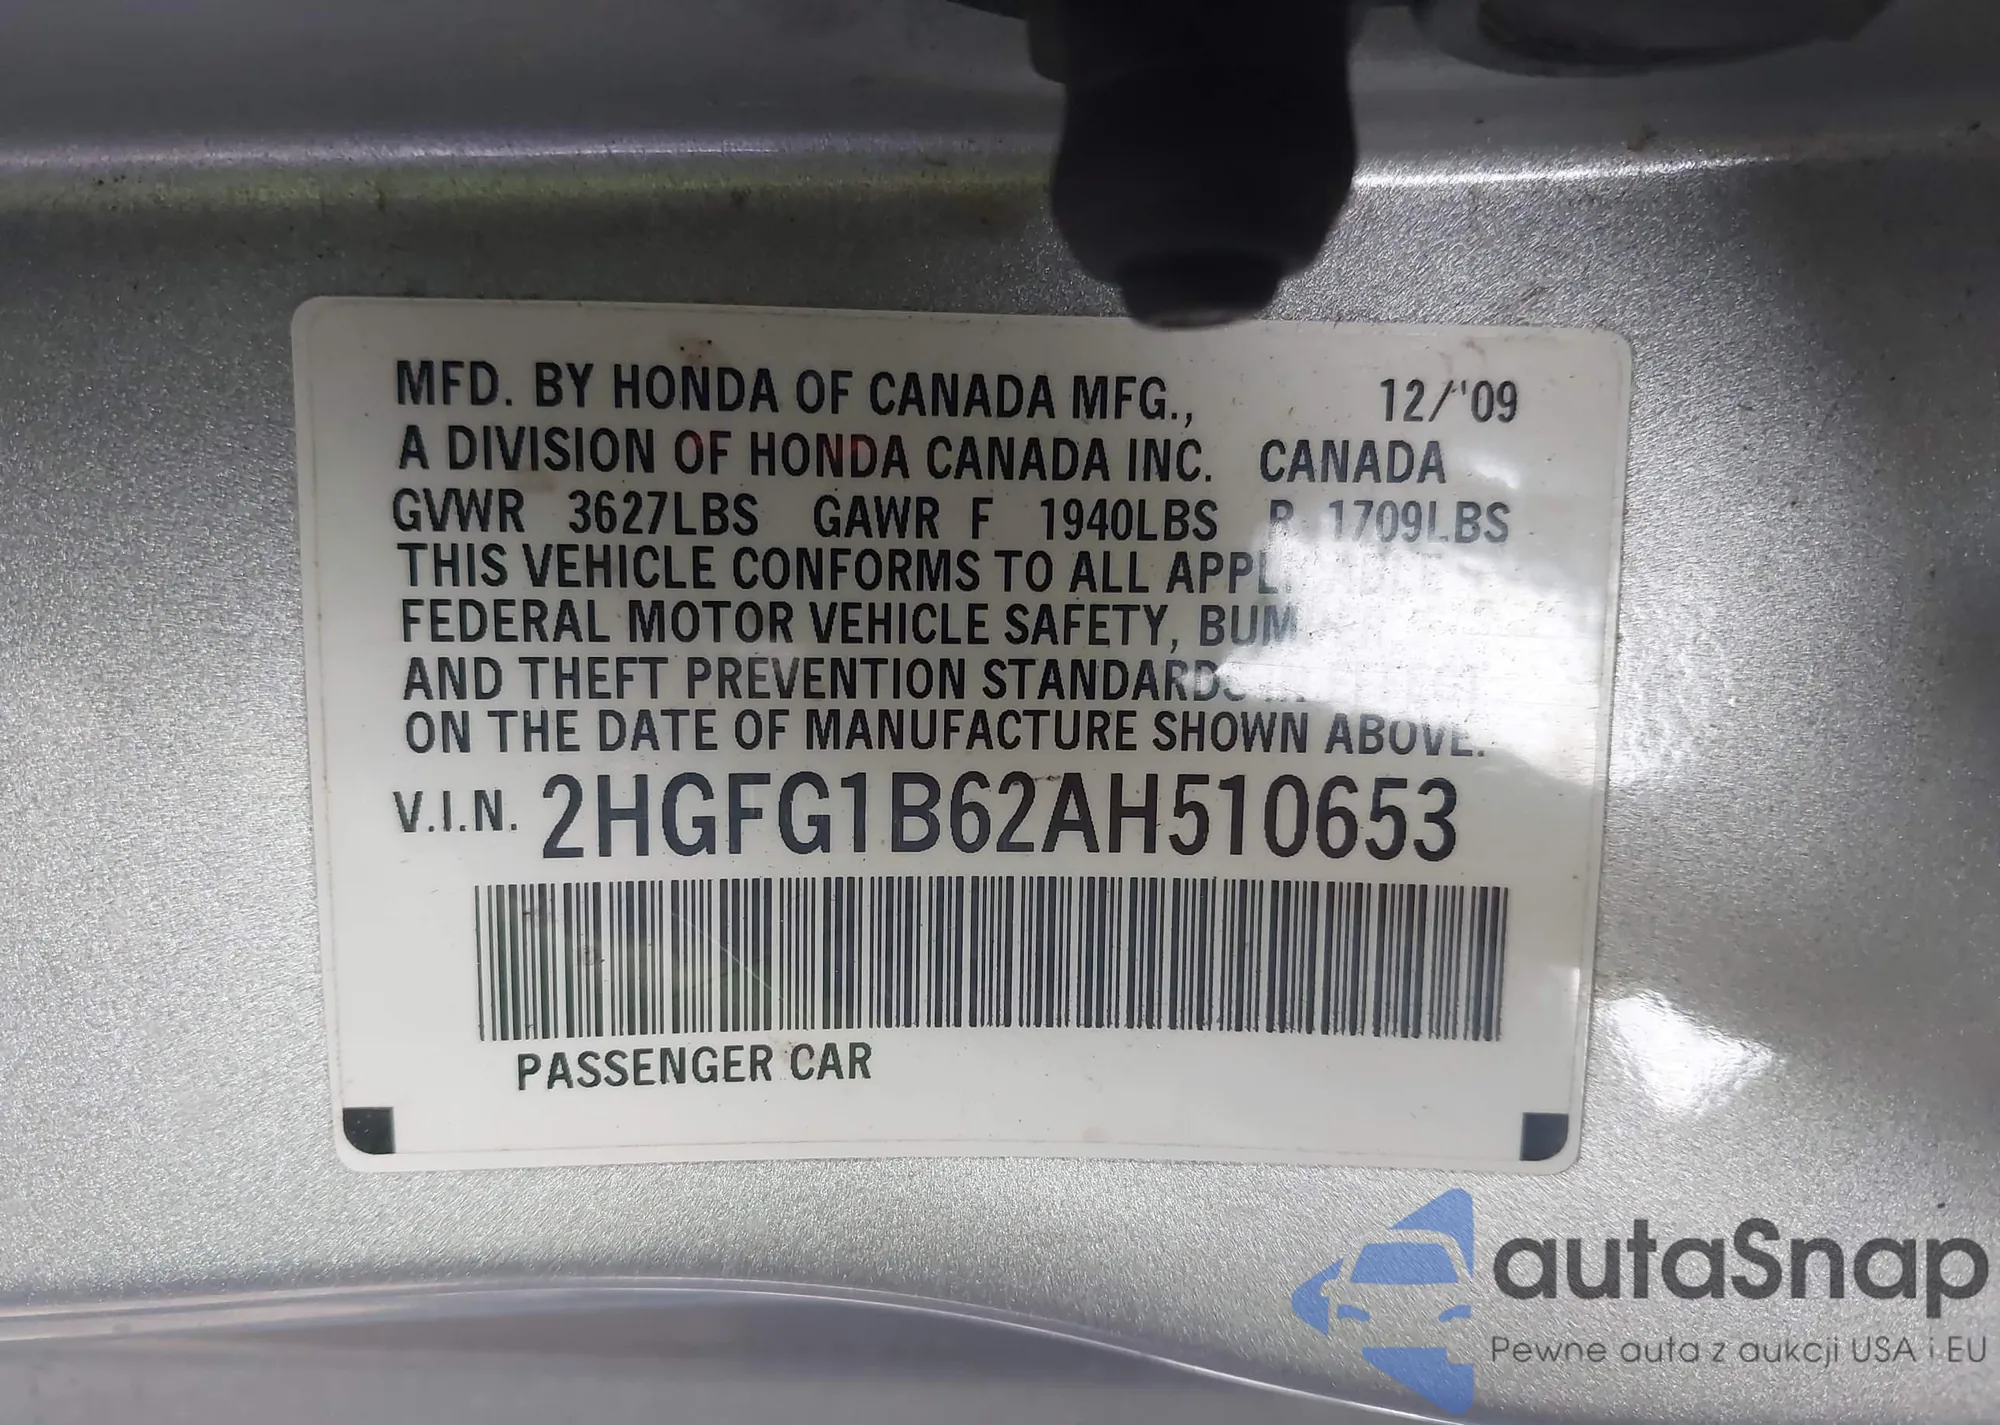 MFD. BY HONDA OF CANADA MFG., 12/'09
A DIVISION OF HONDA CANADA INC. CANADA
GVWR 3627LBS GAWR F 1940LBS R 1709LBS
THIS VEHICLE CONFORMS TO ALL
FEDERAL MOTOR VEHICLE SAFETY,
AND THEFT PREVENTION STANDARDS
ON THE DATE OF MANUFACTURE SHOWN ABOVE.
V.I.N. 2HGFG1B62AH510653
PASSENGER CAR
autaSnap
Pewne auta z aukcji USA i EU